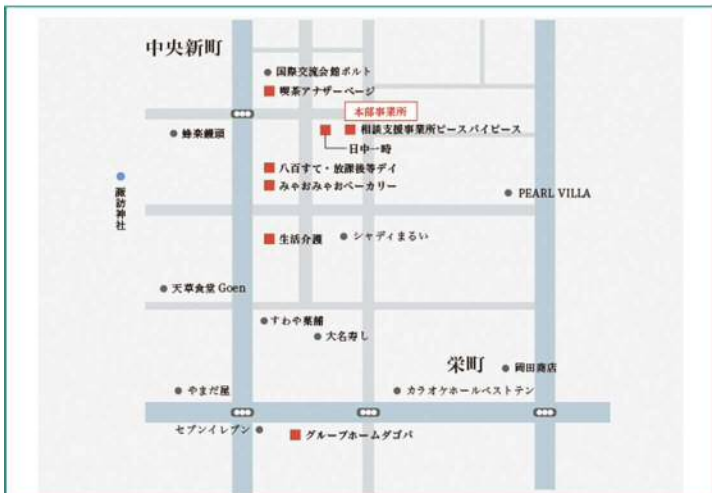 中央新町
国際交流会館ポルト
喫茶アナザーページ
本部事業所
相談支援事業所ピースバイピース
蜂楽饅頭
日中一時
八百すて・放課後等デイ
みゃおみゃおベーカリー
諏訪神社
PEARL VILLA
生活介護
シャディまるい
天草食堂 Goen
すわや薬舗
大名寿し
栄町
岡田商店
やまだ屋
カラオケホールベストテン
セブンイレブン
グループホームダゴバ